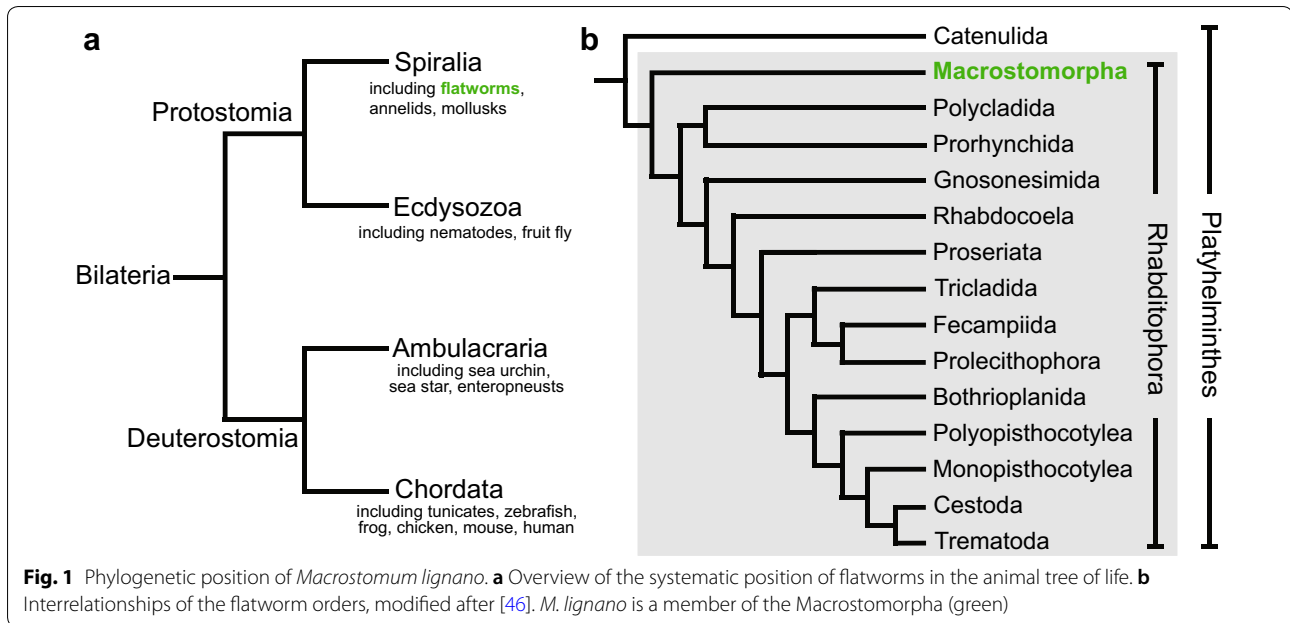 a
Spiralia
including flatworms,
annelids, mollusks
Protostomia
Ecdysozoa
including nematodes, fruit fly
Bilateria
Ambulacraria
including sea urchin,
sea star, enteropneusts
Deuterostomia
Chordata
including tunicates, zebrafish,
frog, chicken, mouse, human
b
Catenulida
Macrostomorpha
Polycladida
Prorhynchida
Gnosonesimida
Rhabdocoela
Proseriata
Tricladida
Fecampiida
Prolecithophora
Bothrioplanida
Polyopisthocotylea
Monopisthocotylea
Cestoda
Trematoda
Rhabditophora
Platyhelminthes
Fig. 1 Phylogenetic position of Macrostomum lignano. a Overview of the systematic position of flatworms in the animal tree of life. b
Interrelationships of the flatworm orders, modified after [46]. M. lignano is a member of the Macrostomorpha (green)